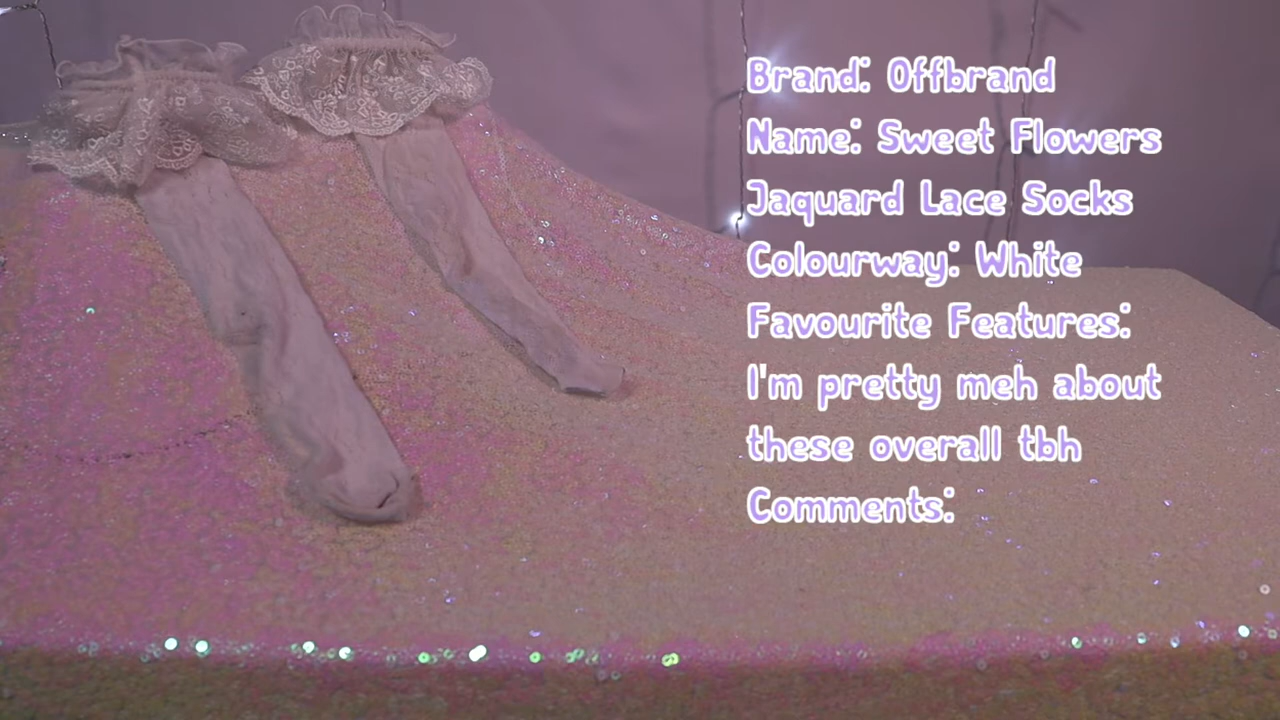 Brand: Offbrand
Name: Sweet Flowers
Jaquard Lace Socks
Colourway: White
Favourite Features:
I'm pretty meh about
these overall tbh
Comments: